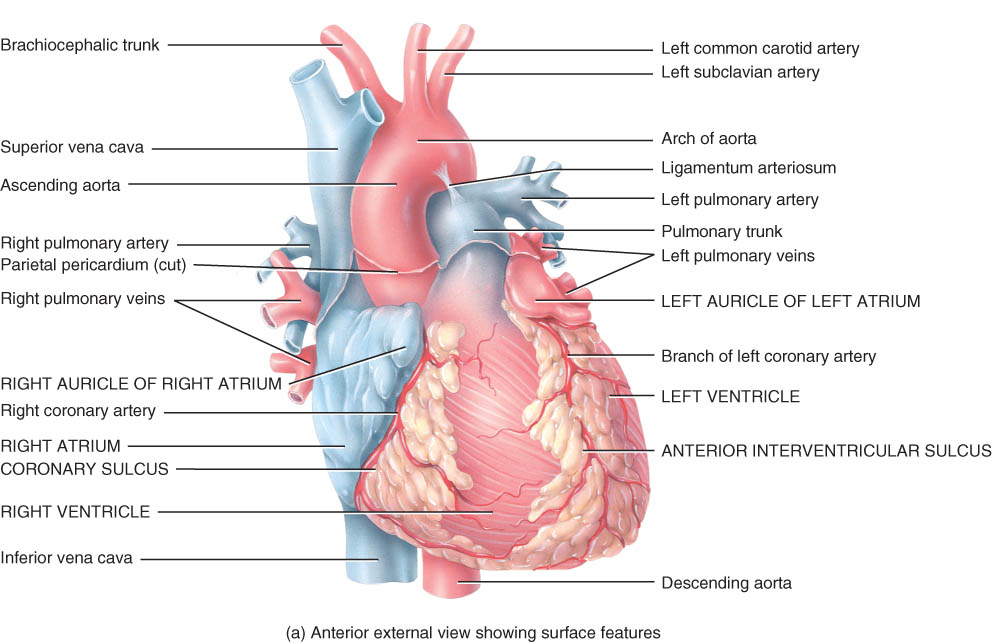 Brachiocephalic trunk
Superior vena cava
Ascending aorta
Right pulmonary artery
Parietal pericardium (cut)
Right pulmonary veins
RIGHT AURICLE OF RIGHT ATRIUM
Right coronary artery
RIGHT ATRIUM
CORONARY SULCUS
RIGHT VENTRICLE
Inferior vena cava
Left common carotid artery
Left subclavian artery
Arch of aorta
Ligamentum arteriosum
Left pulmonary artery
Pulmonary trunk
Left pulmonary veins
LEFT AURICLE OF LEFT ATRIUM
Branch of left coronary artery
LEFT VENTRICLE
ANTERIOR INTERVENTRICULAR SULCUS
Descending aorta
(a) Anterior external view showing surface features